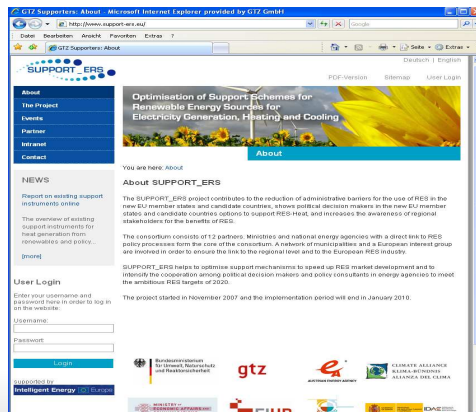 GTZ Supporters: About - Microsoft Internet Explorer provided by GTZ GmbH
http://www.support-ers.eu/
Google
Datei Bearbeiten Ansicht Favoriten Extras ?
GTZ Supporters: About
Seite Extras
Deutsch | English
SUPPORT_ERS
PDF-Version Sitemap User Login
About
The Project
Events
Partner
Intranet
Contact
Optimisation of Support Schemes for
Renewable Energy Sources for
Electricity Generation, Heating and Cooling
About
You are here: About
About SUPPORT_ERS
The SUPPORT_ERS project contributes to the reduction of administrative barriers for the use of RES in the
new EU member states and candidate countries, shows political decision makers in the new EU member
states and candidate countries options to support RES-Heat, and increases the awareness of regional
stakeholders for the benefits of RES.
The consortium consists of 12 partners. Ministries and national energy agencies with a direct link to RES
policy processes form the core of the consortium. A network of municipalities and a European interest group
are involved in order to ensure the link to the regional level and to the European RES industry.
SUPPORT_ERS helps to optimise support mechanisms to speed up RES market development and to
intensify the cooperation among political decision makers and policy consultants in energy agencies to meet
the ambitious RES targets of 2020.
The project started in November 2007 and the implementation period will end in January 2010.
NEWS
Report on existing support
instruments online
The overview of existing
support instruments for
heat generation from
renewables and policy...
[more]
User Login
Enter your username and
password here in order to log in
on the website:
Username:
Passwort:
Login
supported by
Intelligent Energy Europe
Bundesministerium
für Umwelt, Naturschutz
und Reaktorsicherheit
gtz
AUSTRIAN ENERGY AGENCY
CLIMATE ALLIANCE
KLIMA-BÜNDNIS
ALIANZA DEL CLIMA
MINISTRY OF
ECONOMIC AFFAIRS AND
IDAE